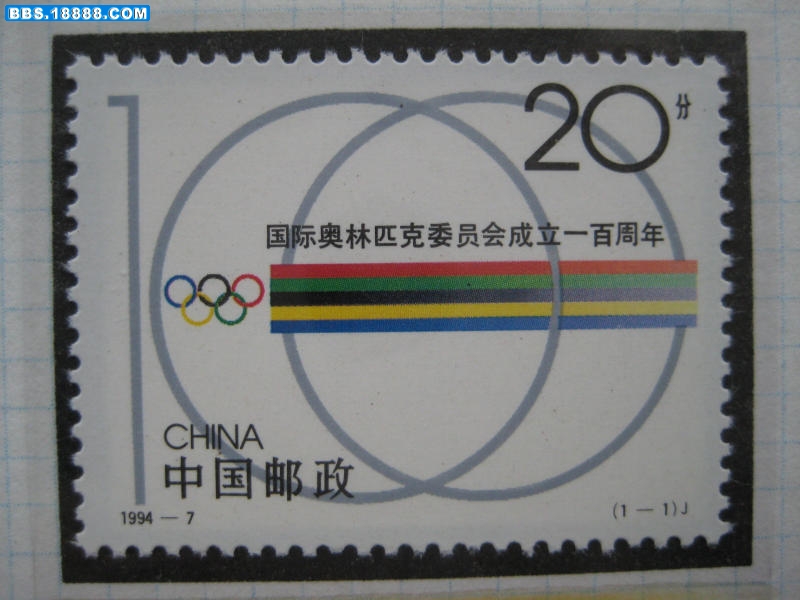 BBS.18888.COM
100
20分
国际奥林匹克委员会成立一百周年
CHINA
中国邮政
1994-7
(1-1)J